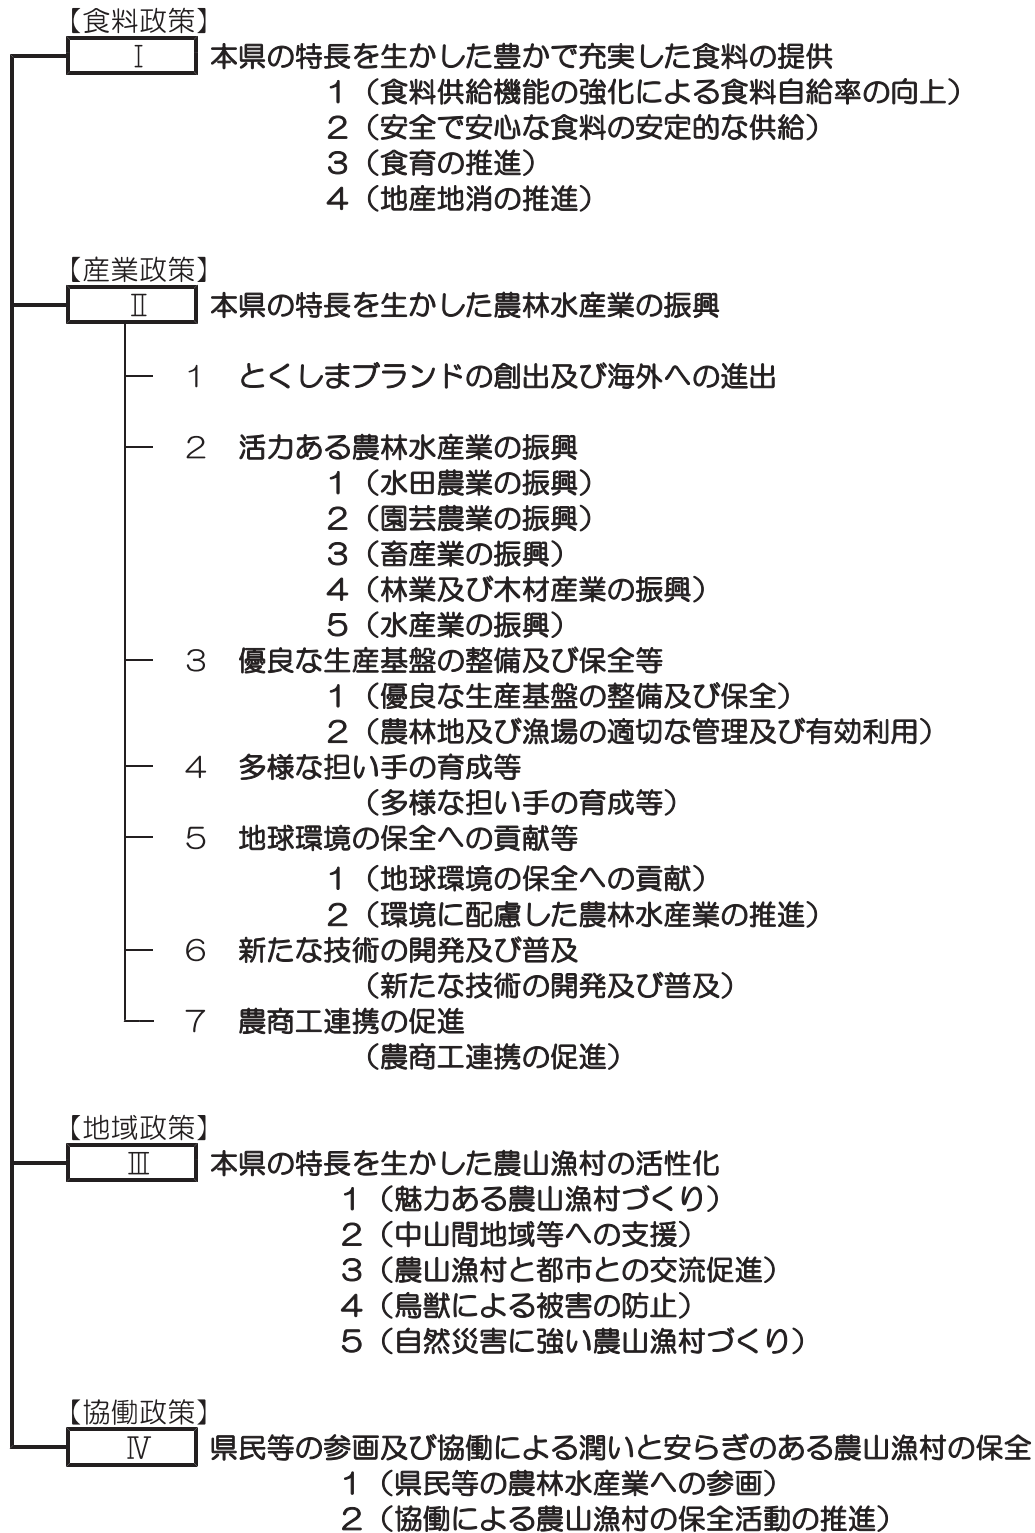 【食料政策】
Ⅰ 本県の特長を生かした豊かで充実した食料の提供
1（食料供給機能の強化による食料自給率の向上）
2（安全で安心な食料の安定的な供給）
3（食育の推進）
4（地産地消の推進）
【産業政策】
Ⅱ 本県の特長を生かした農林水産業の振興
1 とくしまブランドの創出及び海外への進出
2 活力ある農林水産業の振興
1（水田農業の振興）
2（園芸農業の振興）
3（畜産業の振興）
4（林業及び木材産業の振興）
5（水産業の振興）
3 優良な生産基盤の整備及び保全等
1（優良な生産基盤の整備及び保全）
2（農林地及び漁場の適切な管理及び有効利用）
4 多様な担い手の育成等
（多様な担い手の育成等）
5 地球環境の保全への貢献等
1（地球環境の保全への貢献）
2（環境に配慮した農林水産業の推進）
6 新たな技術の開発及び普及
（新たな技術の開発及び普及）
7 農商工連携の促進
（農商工連携の促進）
【地域政策】
Ⅲ 本県の特長を生かした農山漁村の活性化
1（魅力ある農山漁村づくり）
2（中山間地域等への支援）
3（農山漁村と都市との交流促進）
4（鳥獣による被害の防止）
5（自然災害に強い農山漁村づくり）
【協働政策】
Ⅳ 県民等の参画及び協働による潤いと安らぎのある農山漁村の保全
1（県民等の農林水産業への参画）
2（協働による農山漁村の保全活動の推進）